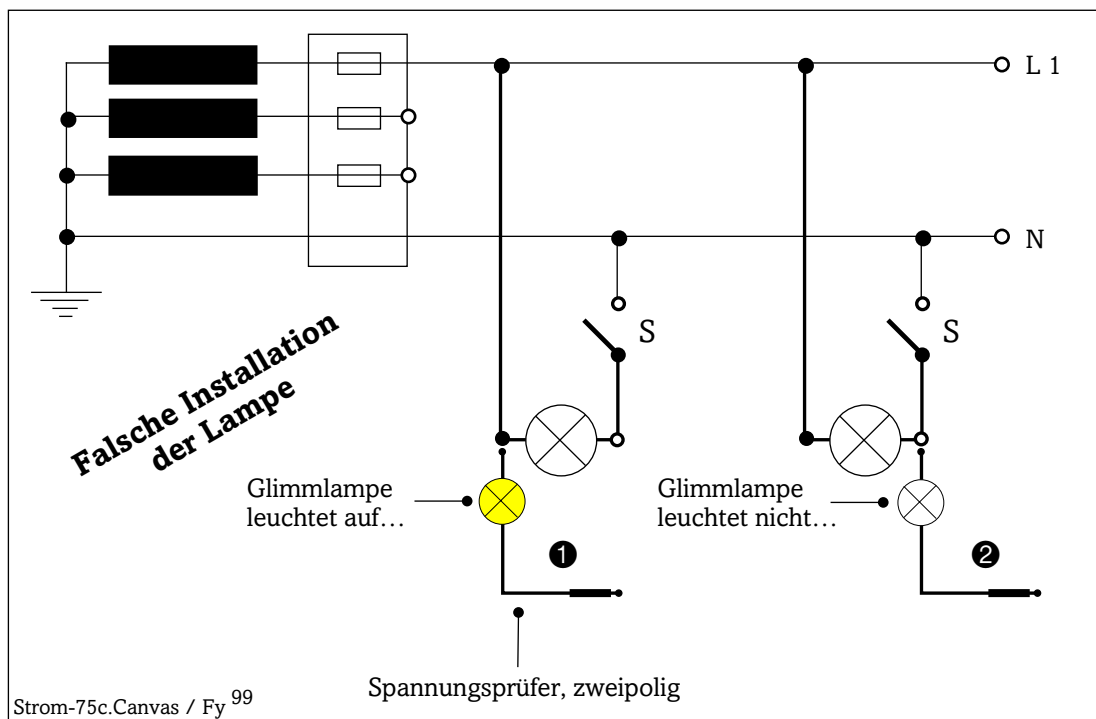 L 1
N
S
S
Falsche Installation
der Lampe
Glimmlampe
leuchtet auf…
Glimmlampe
leuchtet nicht…
❶
❷
Spannungsprüfer, zweipolig
Strom-75c.Canvas / Fy 99